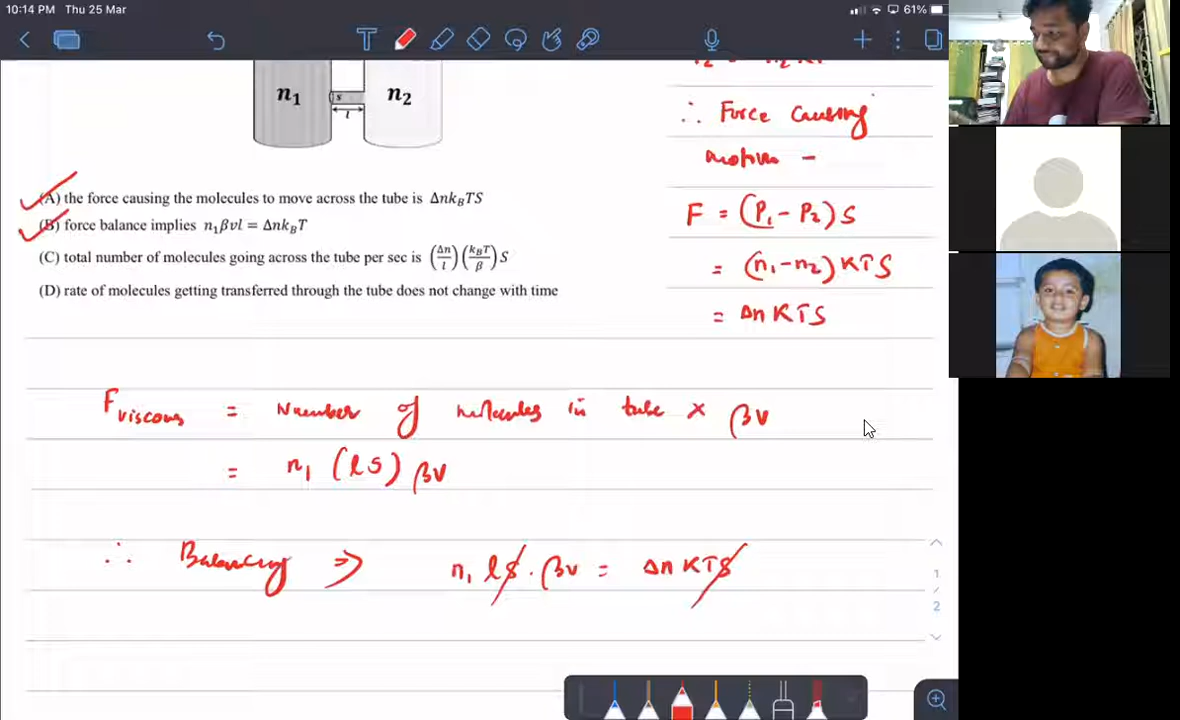 10:14 PM Thu 25 Mar
61%
n₁
s
n₂
l
(A) the force causing the molecules to move across the tube is Δnk_BTS
(B) force balance implies n₁βvl = Δnk_BT
(C) total number of molecules going across the tube per sec is (Δn/l)(k_BT/β)S
(D) rate of molecules getting transferred through the tube does not change with time
∴ Force causing
motion -
F = (P₁ - P₂) S
= (n₁ - n₂) KTS
= Δn KTS
F viscous = Number of molecules in tube × βv
= n₁ (lS) βv
∴ Balancing ⇒ n₁ lS · βv = Δn KTS
1
/
2